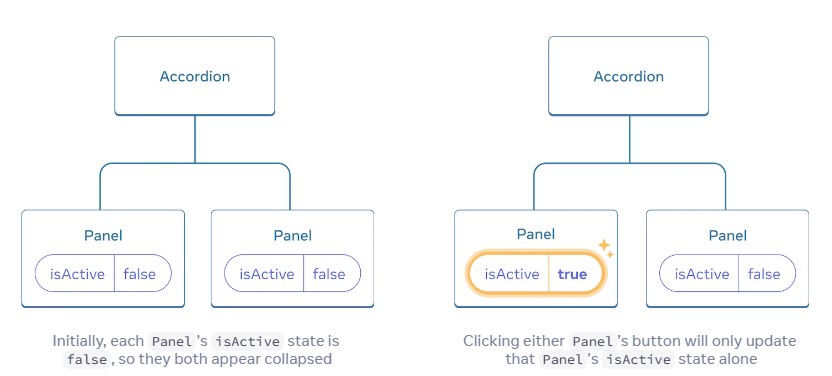 Accordion
Panel
isActive false
Panel
isActive false
Initially, each Panel's isActive state is
false, so they both appear collapsed
Accordion
Panel
isActive true
Panel
isActive false
Clicking either Panel's button will only update
that Panel's isActive state alone